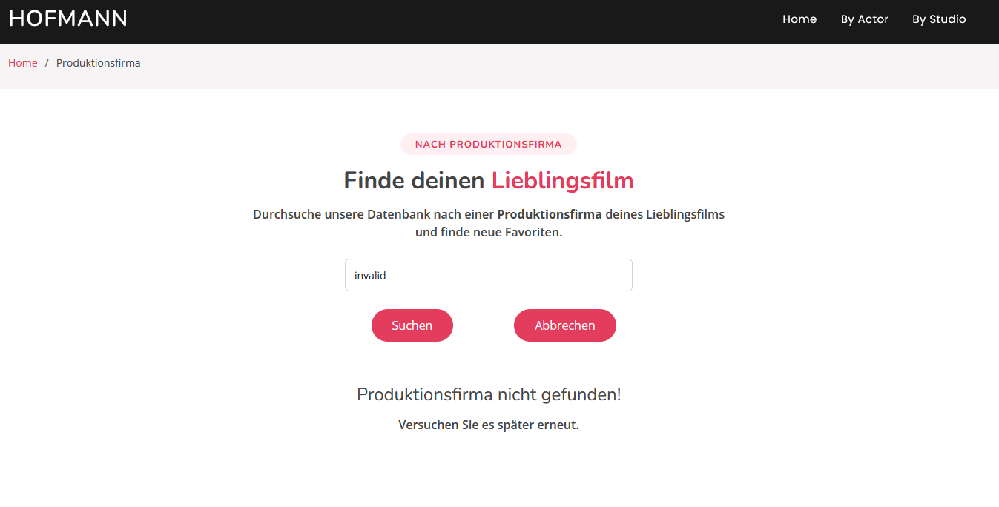 HOFMANN
Home By Actor By Studio
Home / Produktionsfirma
NACH PRODUKTIONSFIRMA
Finde deinen Lieblingsfilm
Durchsuche unsere Datenbank nach einer Produktionsfirma deines Lieblingsfilms
und finde neue Favoriten.
invalid
Suchen Abbrechen
Produktionsfirma nicht gefunden!
Versuchen Sie es später erneut.